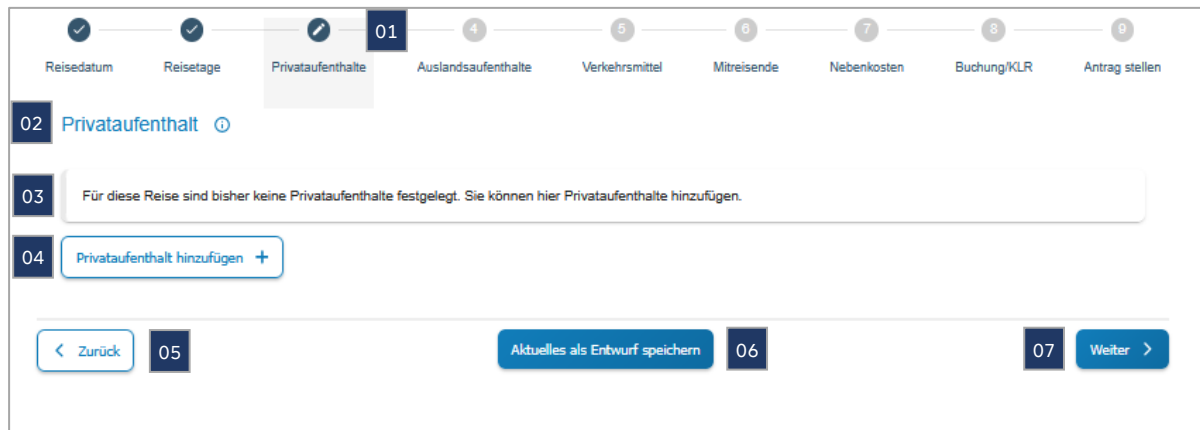 01 4 5 6 7 8 9
Reisedatum Reisetage Privataufenthalte Auslandsaufenthalte Verkehrsmittel Mitreisende Nebenkosten Buchung/KLR Antrag stellen
02 Privataufenthalt
03 Für diese Reise sind bisher keine Privataufenthalte festgelegt. Sie können hier Privataufenthalte hinzufügen.
04 Privataufenthalt hinzufügen +
Zurück 05 Aktuelles als Entwurf speichern 06 07 Weiter